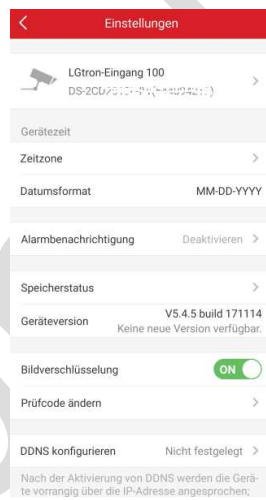 Einstellungen
LGtron-Eingang 100
Gerätezeit
Zeitzone
Datumsformat MM-DD-YYYY
Alarmbenachrichtigung Deaktivieren
Speicherstatus
Geräteversion V5.4.5 build 171114
Keine neue Version verfügbar.
Bildverschlüsselung ON
Prüfcode ändern
DDNS konfigurieren Nicht festgelegt
Nach der Aktivierung von DDNS werden die Gerä-
te vorrangig über die IP-Adresse angesprochen;